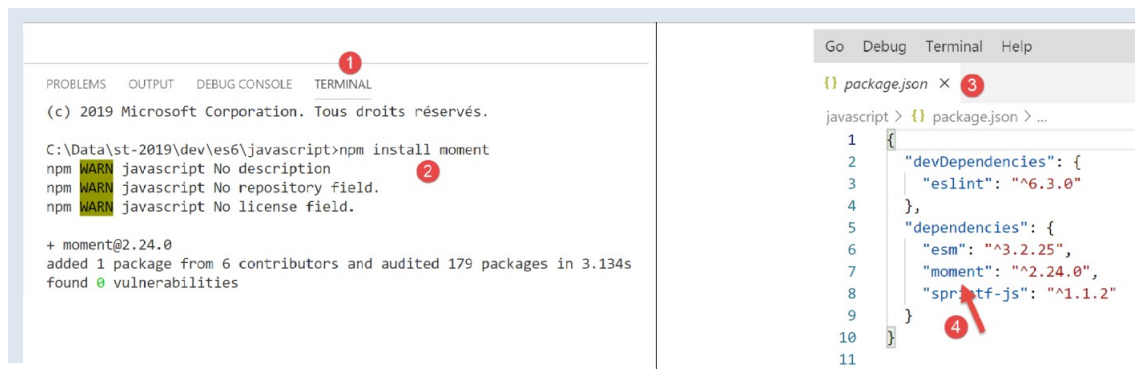 1
PROBLEMS OUTPUT DEBUG CONSOLE TERMINAL
(c) 2019 Microsoft Corporation. Tous droits réservés.
C:\Data\st-2019\dev\es6\javascript>npm install moment
npm WARN javascript No description
2
npm WARN javascript No repository field.
npm WARN javascript No license field.
+ moment@2.24.0
added 1 package from 6 contributors and audited 179 packages in 3.134s
found 0 vulnerabilities
Go Debug Terminal Help
{} package.json × 3
javascript > {} package.json > ...
1 {
2 "devDependencies": {
3 "eslint": "^6.3.0"
4 },
5 "dependencies": {
6 "esm": "^3.2.25",
7 "moment": "^2.24.0",
8 "sprintf-js": "^1.1.2"
9 }
4
10 }
11